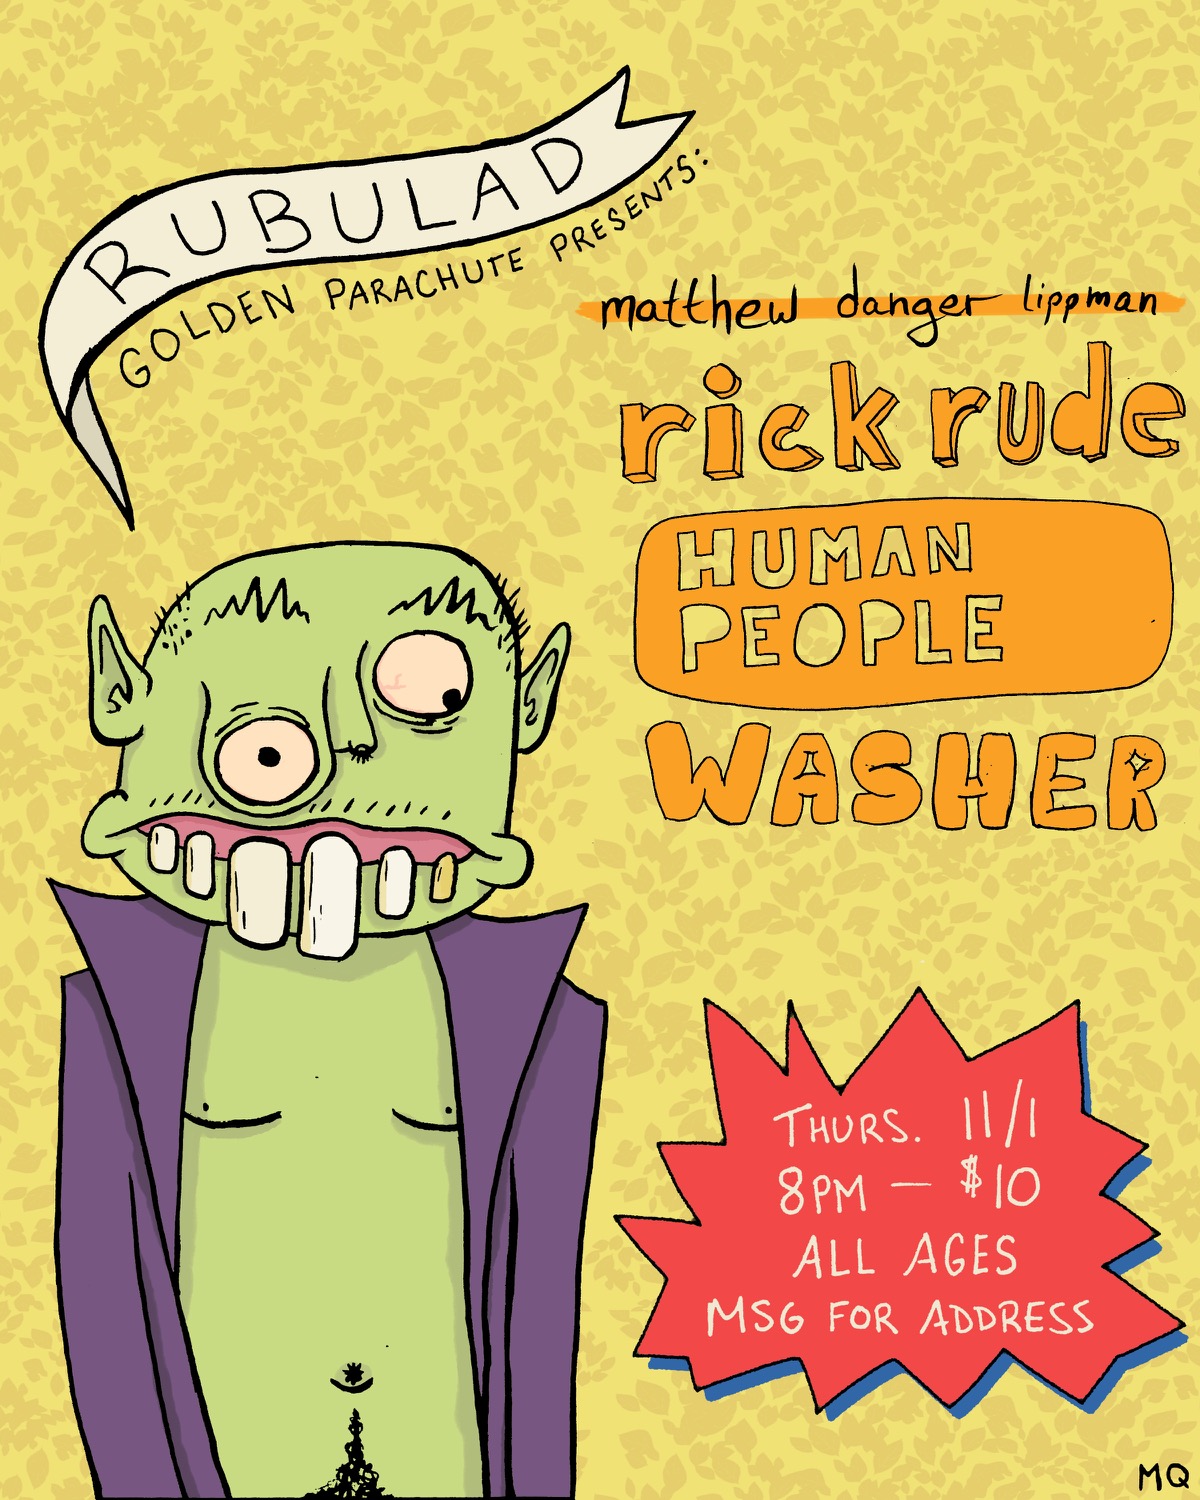 RUBULAD
GOLDEN PARACHUTE PRESENTS:
matthew danger lippman
rick rude
HUMAN
PEOPLE
WASHER
THURS. 11/1
8PM — $10
ALL AGES
MSG FOR ADDRESS
MQ